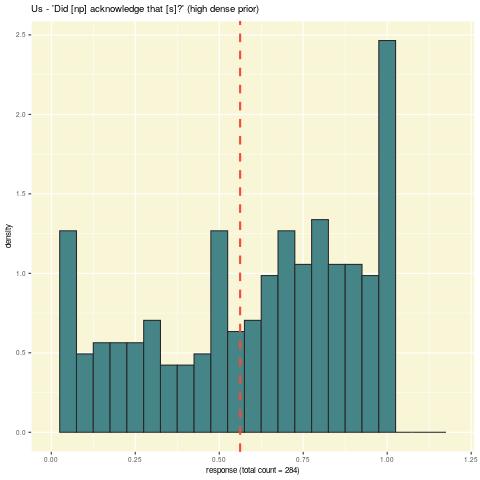 Us - 'Did [np] acknowledge that [s]?' (high dense prior)
2.5
2.0
1.5
1.0
0.5
0.0
density
0.00 0.25 0.50 0.75 1.00 1.25
response (total count = 284)